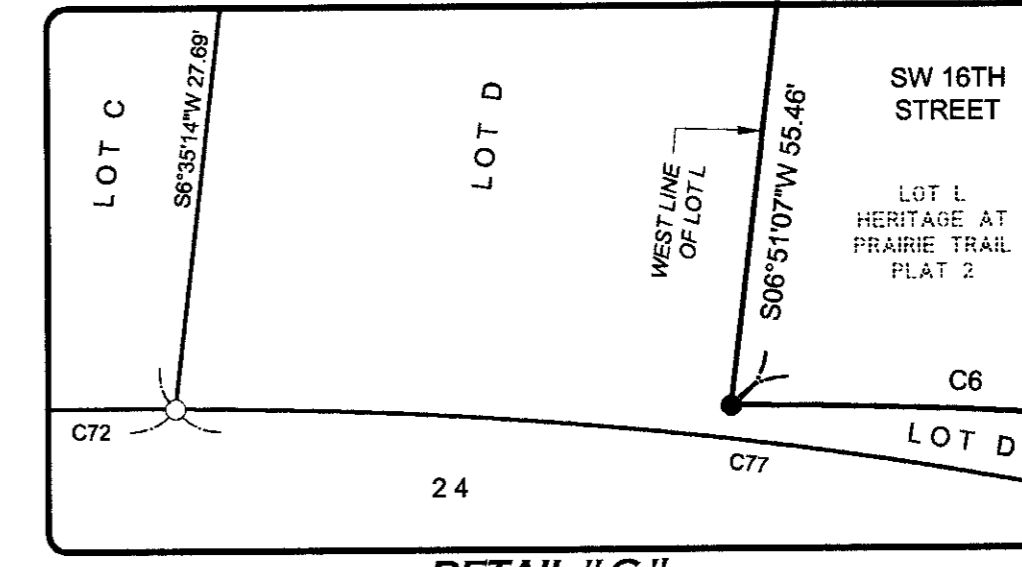 LOT C
S6°35'14"W 27.69'
LOT D
WEST LINE
OF LOT L
S06°51'07"W 55.46'
SW 16TH
STREET
LOT L
HERITAGE AT
PRAIRIE TRAIL
PLAT 2
C6
LOT D
C72
C77
24